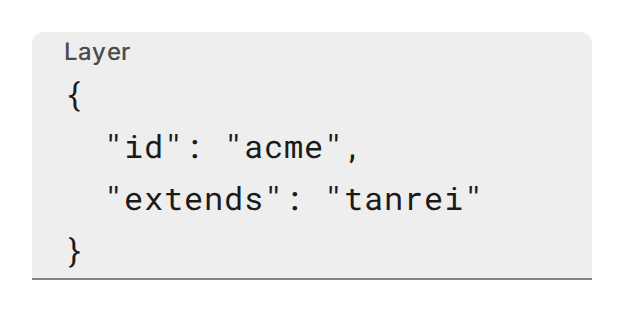 Layer
{
  "id": "acme",
  "extends": "tanrei"
}